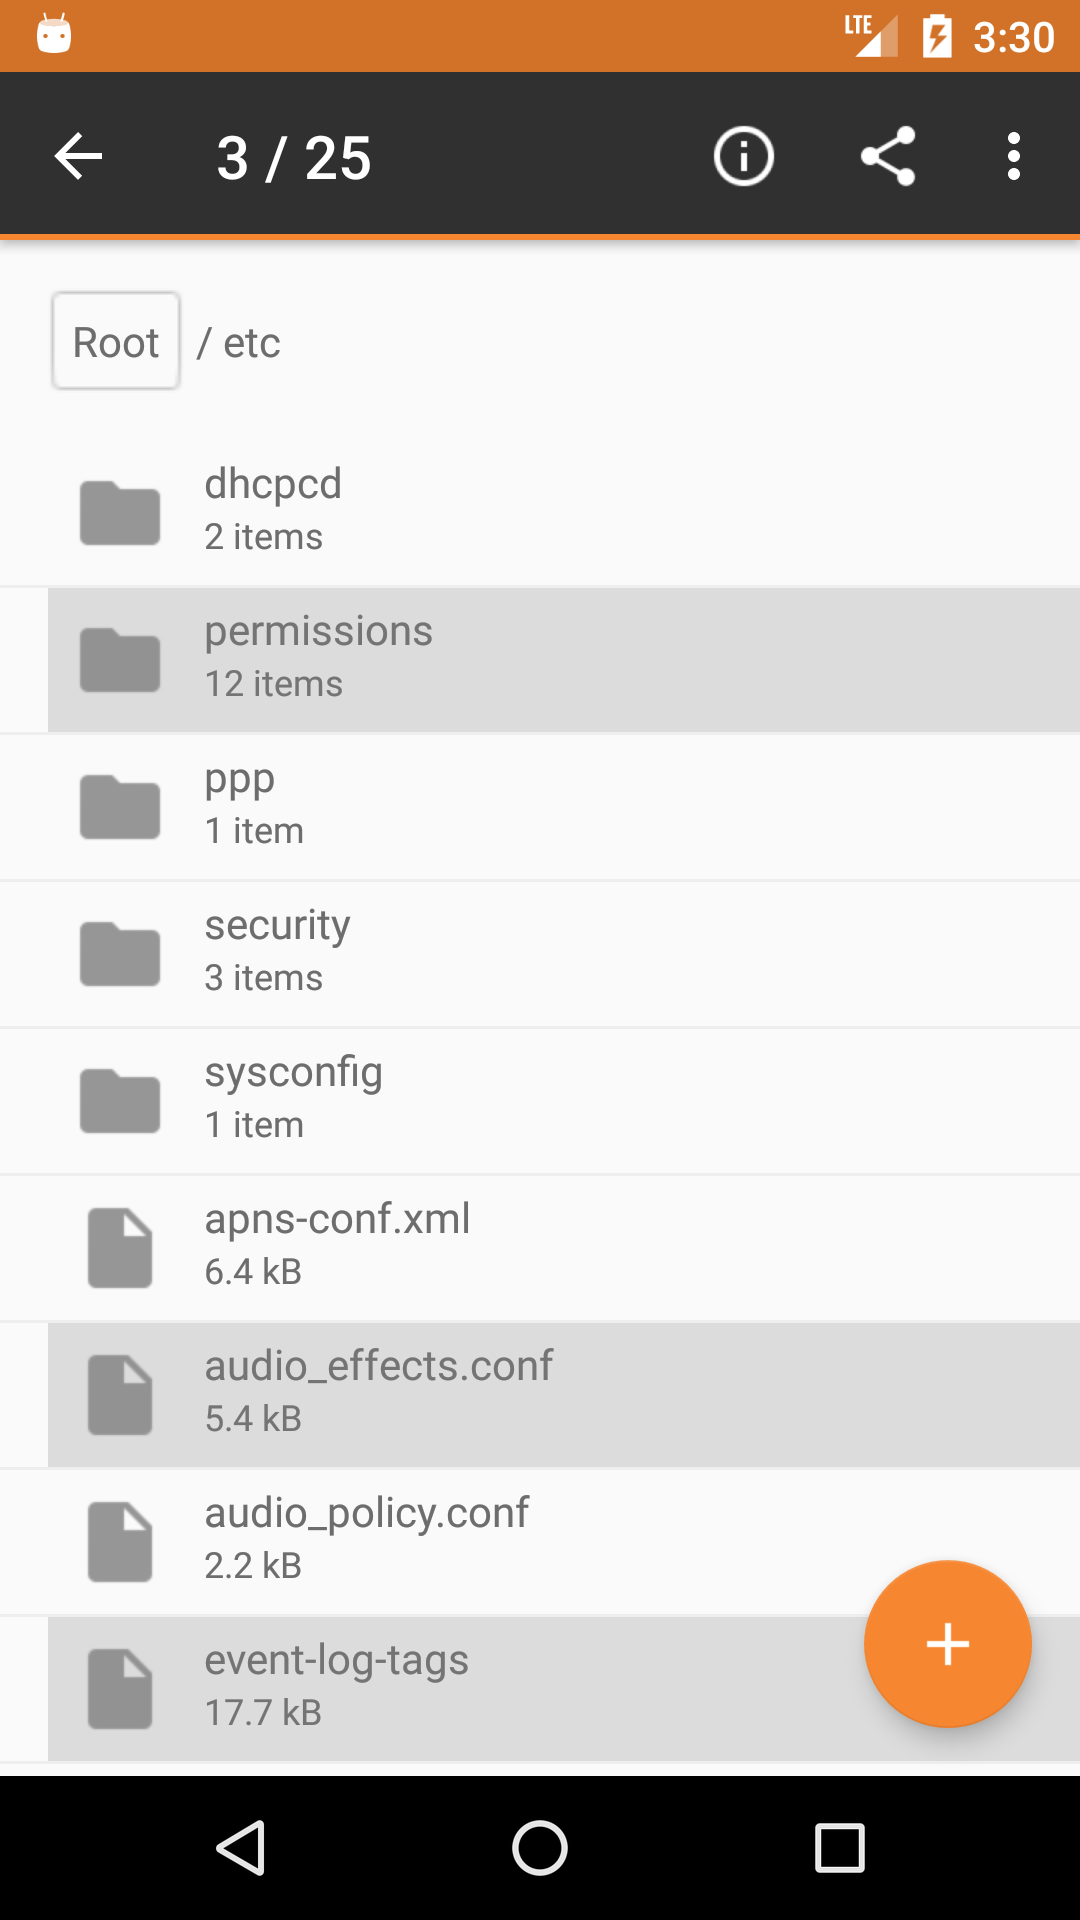 LTE 3:30
3 / 25
Root / etc
dhcpcd
2 items
permissions
12 items
ppp
1 item
security
3 items
sysconfig
1 item
apns-conf.xml
6.4 kB
audio_effects.conf
5.4 kB
audio_policy.conf
2.2 kB
event-log-tags
17.7 kB